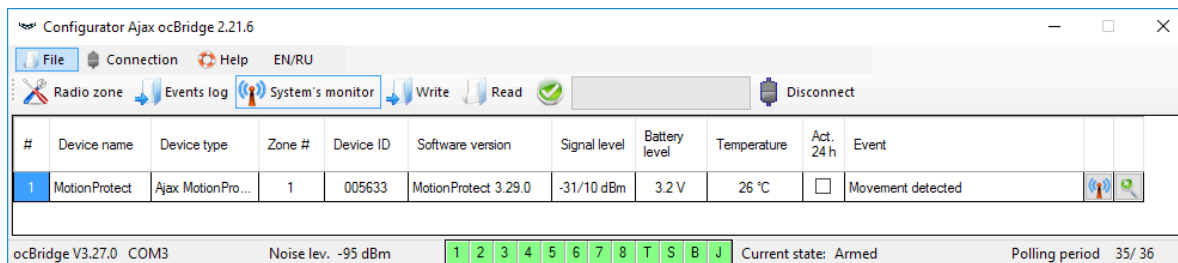 Configurator Ajax ocBridge 2.21.6
File Connection Help EN/RU
Radio zone Events log System's monitor Write Read Disconnect
# Device name Device type Zone # Device ID Software version Signal level Battery level Temperature Act. 24 h Event
1 MotionProtect Ajax MotionPro... 1 005633 MotionProtect 3.29.0 -31/10 dBm 3.2 V 26 °C Movement detected
ocBridge V3.27.0 COM3 Noise lev. -95 dBm 1 2 3 4 5 6 7 8 T S B J Current state: Armed Polling period 35/ 36